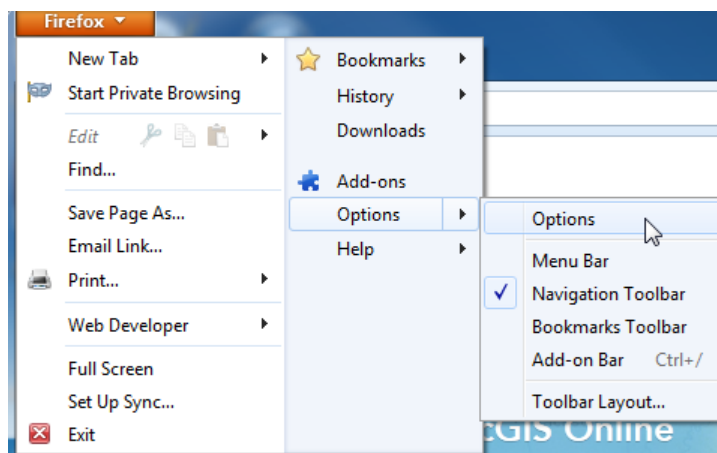 Firefox
New Tab
Start Private Browsing
Edit
Find...
Save Page As...
Email Link...
Print...
Web Developer
Full Screen
Set Up Sync...
Exit
Bookmarks
History
Downloads
Add-ons
Options
Help
Options
Menu Bar
Navigation Toolbar
Bookmarks Toolbar
Add-on Bar Ctrl+/
Toolbar Layout...
cGIS Online